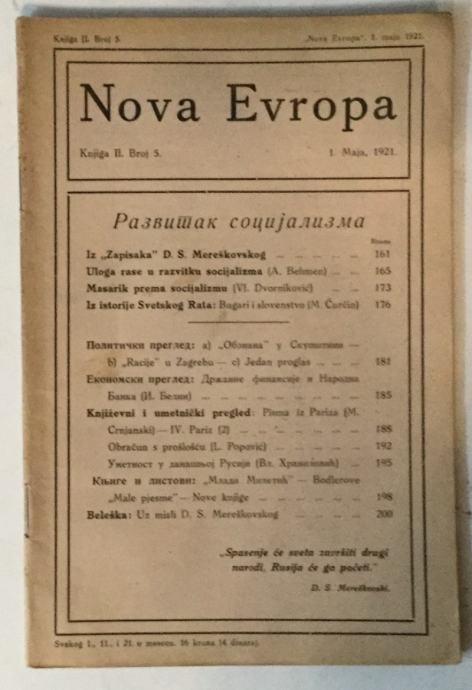 Knjiga II. Broj 5.
„Nova Evropa“, 1. maja 1921.
Nova Evropa
Knjiga II. Broj 5.
1. Maja, 1921.
Развитак социјализма
Strana
Iz „Zapisaka“ D. S. Mereškovskog ... 161
Uloga rase u razvitku socijalizma (A. Behmen) ... 165
Masarik prema socijalizmu (Vl. Dvorniković) ... 173
Iz istorije Svetskog Rata: Bugari i slovenstvo (M. Ćurčin) 176
Политички преглед: a) „Обзнана“ у Скупштини —
b) „Racije“ u Zagrebu — c) Jedan proglas ... 181
Економски преглед: Државне финансије и Народна
Банка (И. Белин) ... 185
Književni i umetnički pregled: Pisma iz Pariza (M.
Crnjanski) — IV. Pariz (2) ... 188
Obračun s prošlošću (L. Popović) ... 192
Уметност у данашњој Русији (Вл. ... 195
Књиге и листови: „Млади Милетић“ — Bodlerove
„Male pjesme“ — Nove knjige ... 198
Beleška: Uz misli D. S. Mereškovskog ... 200
„Spasenje će sveta završiti drugi
narodi, Rusija će ga početi.“
D. S. Mereškovski.
Svakog 1., 11., i 21. u mesecu. 16 kruna (4 dinara).